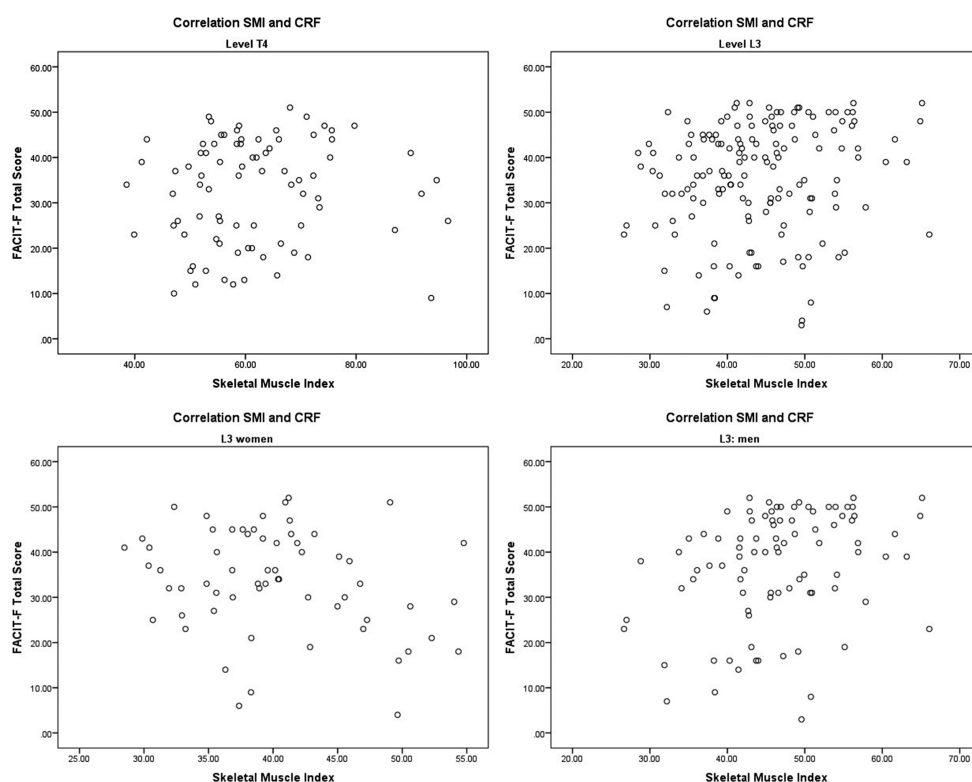 Correlation SMI and CRF
Level T4
60.00
50.00
40.00
30.00
20.00
10.00
.00
FACIT-F Total Score
40.00 60.00 80.00 100.00
Skeletal Muscle Index
Correlation SMI and CRF
Level L3
60.00
50.00
40.00
30.00
20.00
10.00
.00
FACIT-F Total Score
20.00 30.00 40.00 50.00 60.00 70.00
Skeletal Muscle Index
Correlation SMI and CRF
L3 women
60.00
50.00
40.00
30.00
20.00
10.00
.00
FACIT-F Total Score
25.00 30.00 35.00 40.00 45.00 50.00 55.00
Skeletal Muscle Index
Correlation SMI and CRF
L3: men
60.00
50.00
40.00
30.00
20.00
10.00
.00
FACIT-F Total Score
20.00 30.00 40.00 50.00 60.00 70.00
Skeletal Muscle Index